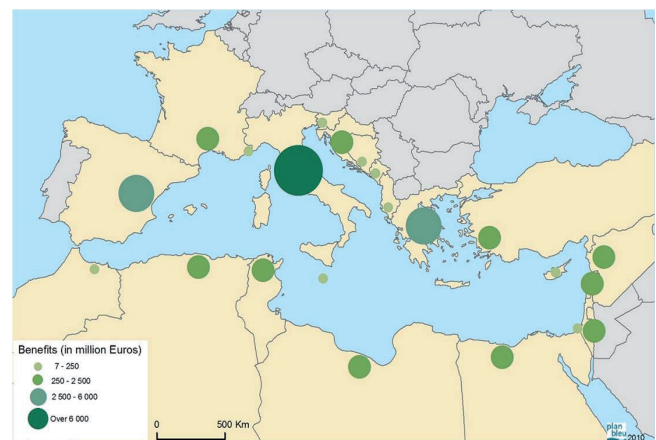 Benefits (in million Euros)
7 - 250
250 - 2 500
2 500 - 6 000
Over 6 000
0 500 Km
plan
bleu 2010